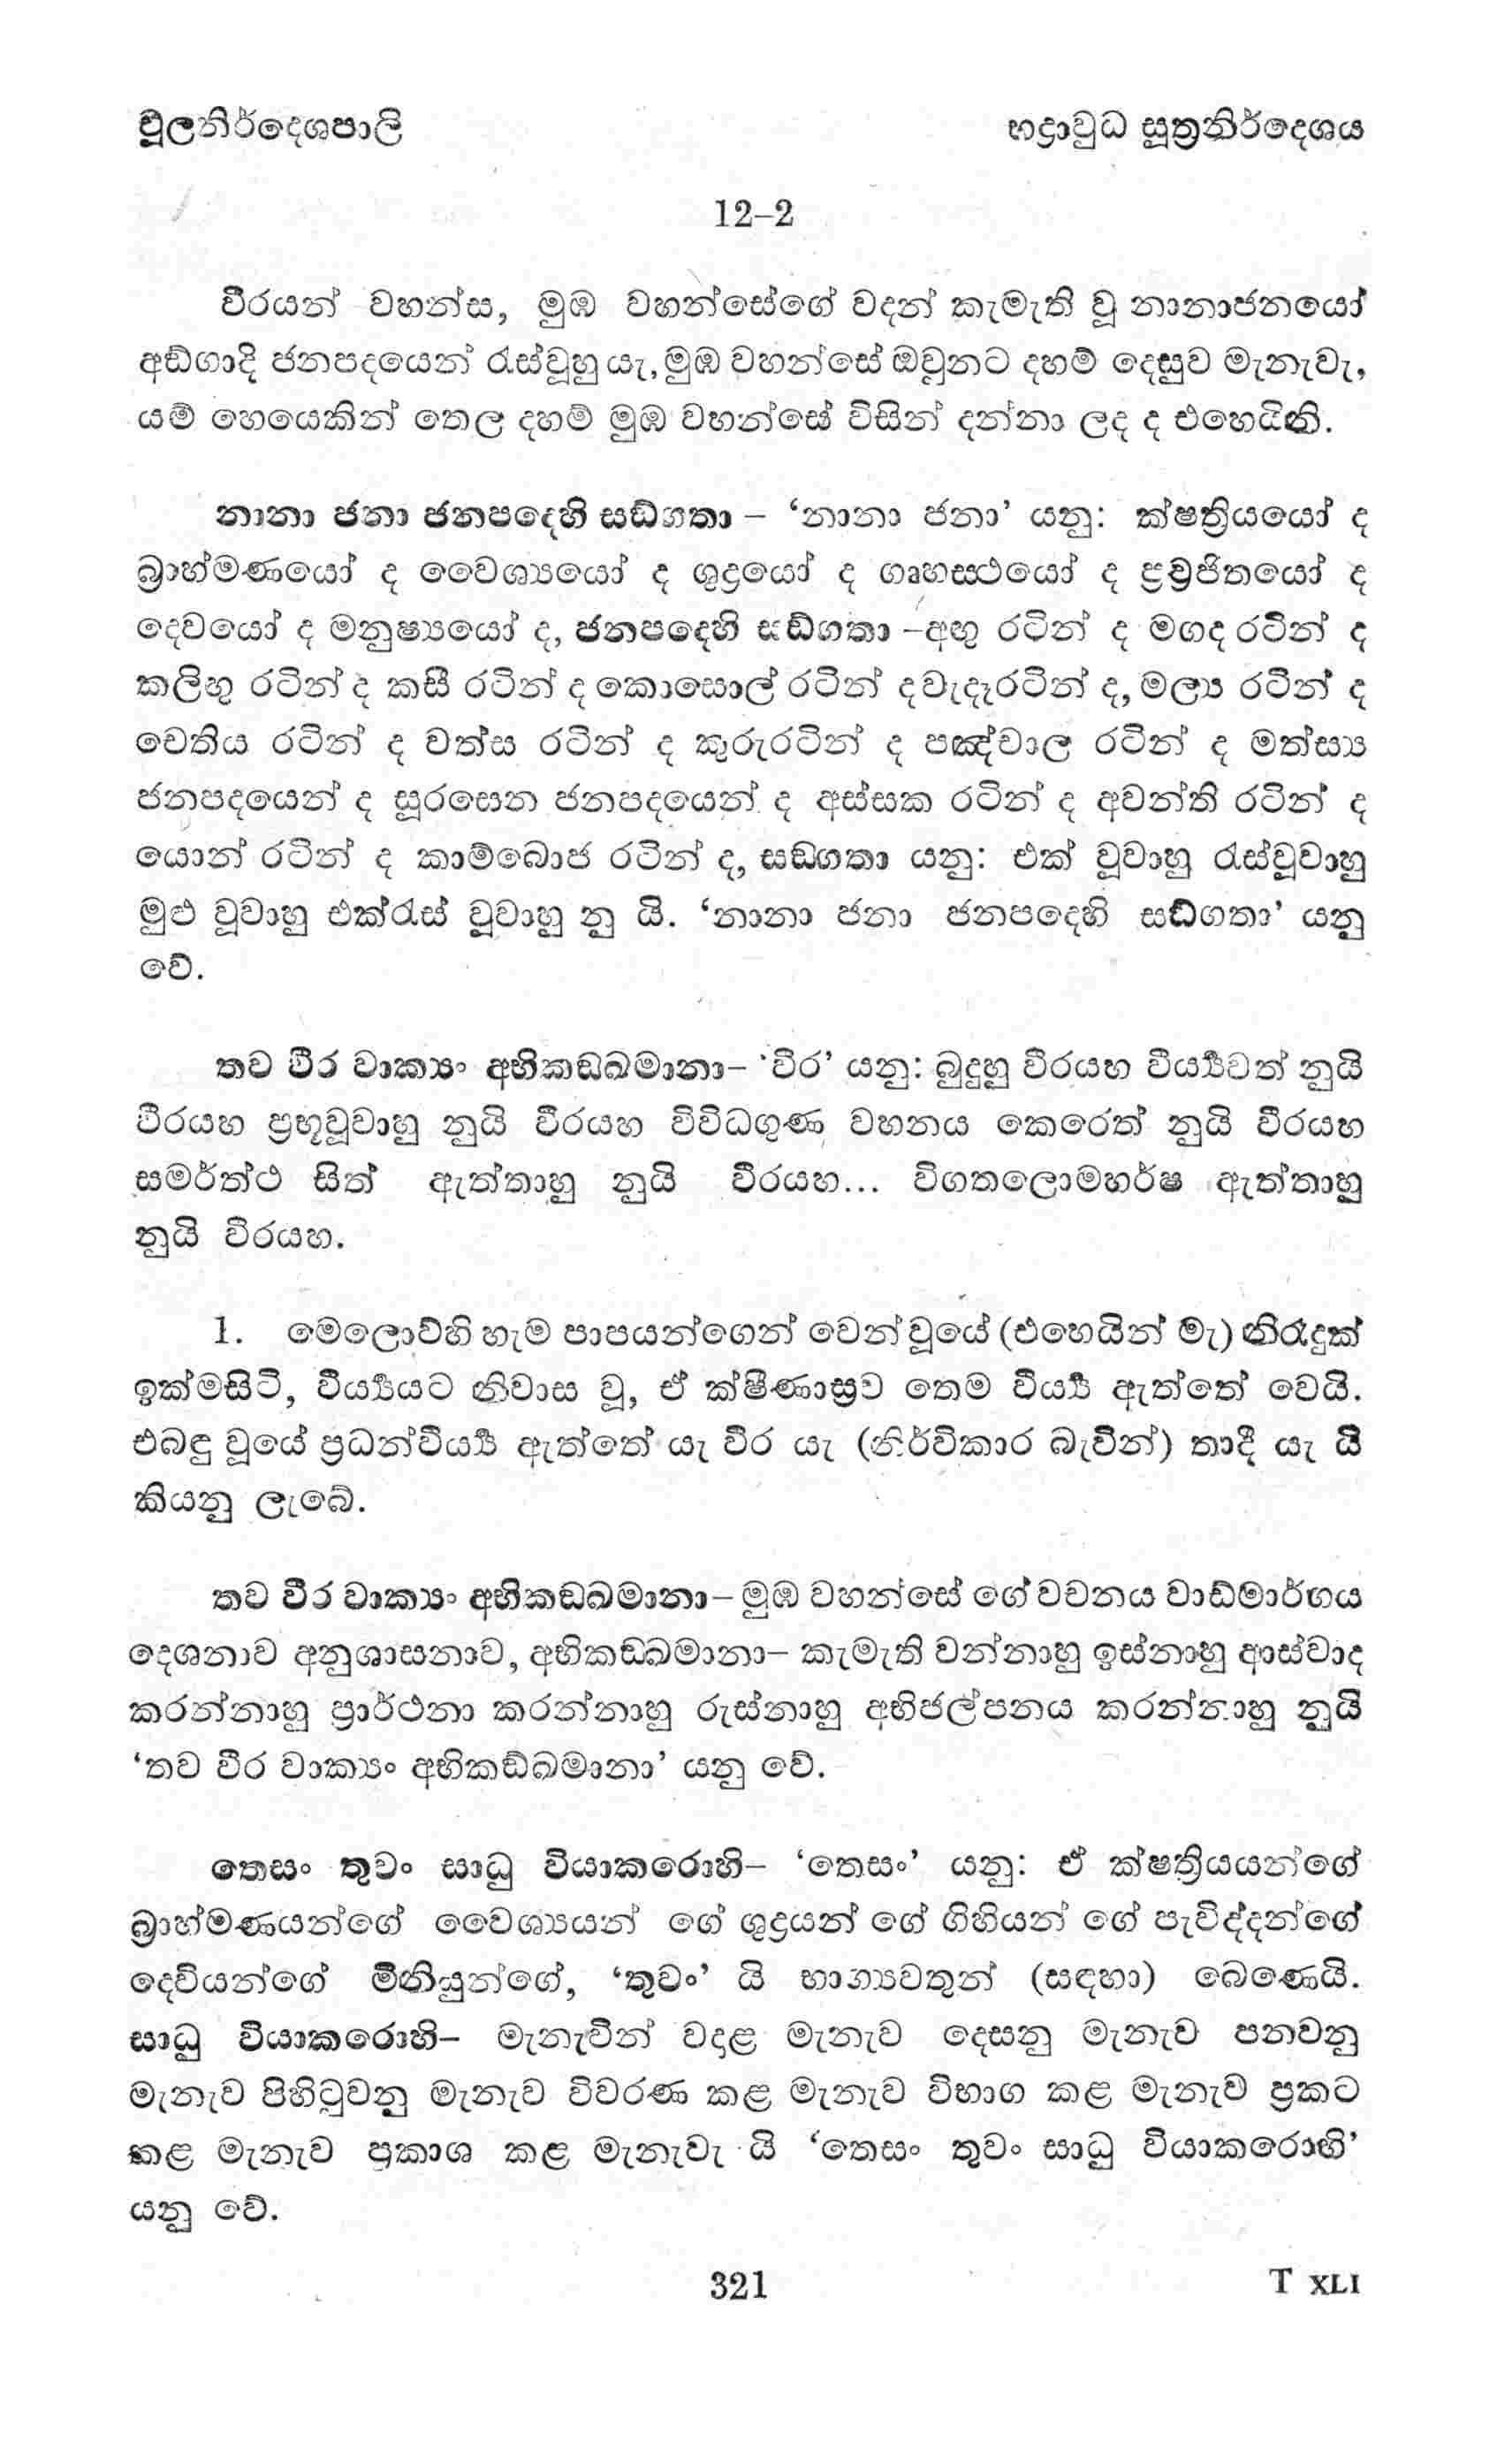 චූලනිර්දෙශපාලි
භද්‍රාවුධ සූත්‍රනිර්දෙශය
12–2
වීරයන් වහන්ස, මුඹ වහන්සේගේ වදන් කැමැති වූ නානාජනයෝ
අඞ්ගාදි ජනපදයෙන් රැස්වූහු යැ, මුඹ වහන්සේ ඔවුනට දහම් දෙසුව මැනැවැ,
යම් හෙයෙකින් තෙල දහම් මුඹ වහන්සේ විසින් දන්නා ලද ද එහෙයිනි.
නානා ජනා ජනපදෙහි සඞ්ගතා – ‘නානා ජනා’ යනු: ක්ෂත්‍රියයෝ ද
බ්‍රාහ්මණයෝ ද වෛශ්‍යයෝ ද ශුද්‍රයෝ ද ගෘහස්ථයෝ ද ප්‍රව්‍රජිතයෝ ද
දෙවයෝ ද මනුෂ්‍යයෝ ද, ජනපදෙහි සඞ්ගතා –අඟු රටින් ද මගද රටින් ද
කලිඟු රටින් ද කසී රටින් ද කොසොල් රටින් ද වැදෑරටින් ද, මල්‍ය රටින් ද
චෙතිය රටින් ද වත්ස රටින් ද කුරුරටින් ද පඤ්චාල රටින් ද මත්ස්‍ය
ජනපදයෙන් ද සූරසෙන ජනපදයෙන් ද අස්සක රටින් ද අවන්ති රටින් ද
යොන් රටින් ද කාම්බොජ රටින් ද, සඞ්ගතා යනු: එක් වූවාහු රැස්වූවාහු
මුළු වූවාහු එක්රැස් වූවාහු නු යි. ‘නානා ජනා ජනපදෙහි සඞ්ගතා’ යනු
වේ.
තව වීර වාක්‍යං අභිකඞ්ඛමානා– ‘වීර’ යනු: බුදුහු වීරයහ වීර්‍ය්‍යවත් නුයි
වීරයහ ප්‍රභූවූවාහු නුයි වීරයහ විවිධගුණ වහනය කෙරෙත් නුයි වීරයහ
සමර්ත්ථ සිත් ඇත්තාහු නුයි වීරයහ... විගතලොමහර්ෂ ඇත්තාහු
නුයි වීරයහ.
1. මෙලොව්හි හැම පාපයන්ගෙන් වෙන් වූයේ (එහෙයින් මැ) නිරැදුක්
ඉක්මසිටි, වීර්‍ය්‍යයට නිවාස වූ, ඒ ක්ෂීණාස්‍රව තෙම වීර්‍ය්‍ය ඇත්තේ වෙයි.
එබඳු වූයේ ප්‍රධන්වීර්‍ය්‍ය ඇත්තේ යැ වීර යැ (නිර්විකාර බැවින්) තාදී යැ යි
කියනු ලැබේ.
තව වීර වාක්‍යං අභිකඞ්ඛමානා– මුඹ වහන්සේ ගේ වචනය වාඞ්මාර්ගය
දෙශනාව අනුශාසනාව, අභිකඞ්ඛමානා– කැමැති වන්නාහු ඉස්නාහු ආස්වාද
කරන්නාහු ප්‍රාර්ථනා කරන්නාහු රුස්නාහු අභිජල්පනය කරන්නාහු නුයි
‘තව වීර වාක්‍යං අභිකඞ්ඛමානා’ යනු වේ.
තෙසං තුවං සාධු වියාකරොහි– ‘තෙසං’ යනු: ඒ ක්ෂත්‍රියයන්ගේ
බ්‍රාහ්මණයන්ගේ වෛශ්‍යයන් ගේ ශුද්‍රයන් ගේ ගිහියන් ගේ පැවිද්දන්ගේ
දෙවියන්ගේ මිනියුන්ගේ, ‘තුවං’ යි භාග්‍යවතුන් (සඳහා) බෙණෙයි.
සාධු වියාකරොහි– මැනැවින් වදාළ මැනැව දෙසනු මැනැව පනවනු
මැනැව පිහිටුවනු මැනැව විවරණ කළ මැනැව විභාග කළ මැනැව ප්‍රකට
කළ මැනැව ප්‍රකාශ කළ මැනැවැ යි ‘තෙසං තුවං සාධු වියාකරොහි’
යනු වේ.
321
T XLI